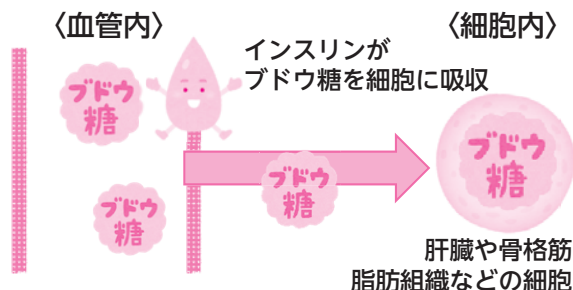 〈血管内〉
〈細胞内〉
インスリンが
ブドウ糖を細胞に吸収
ブドウ
糖
ブドウ
糖
ブドウ
糖
ブドウ
糖
肝臓や骨格筋
脂肪組織などの細胞